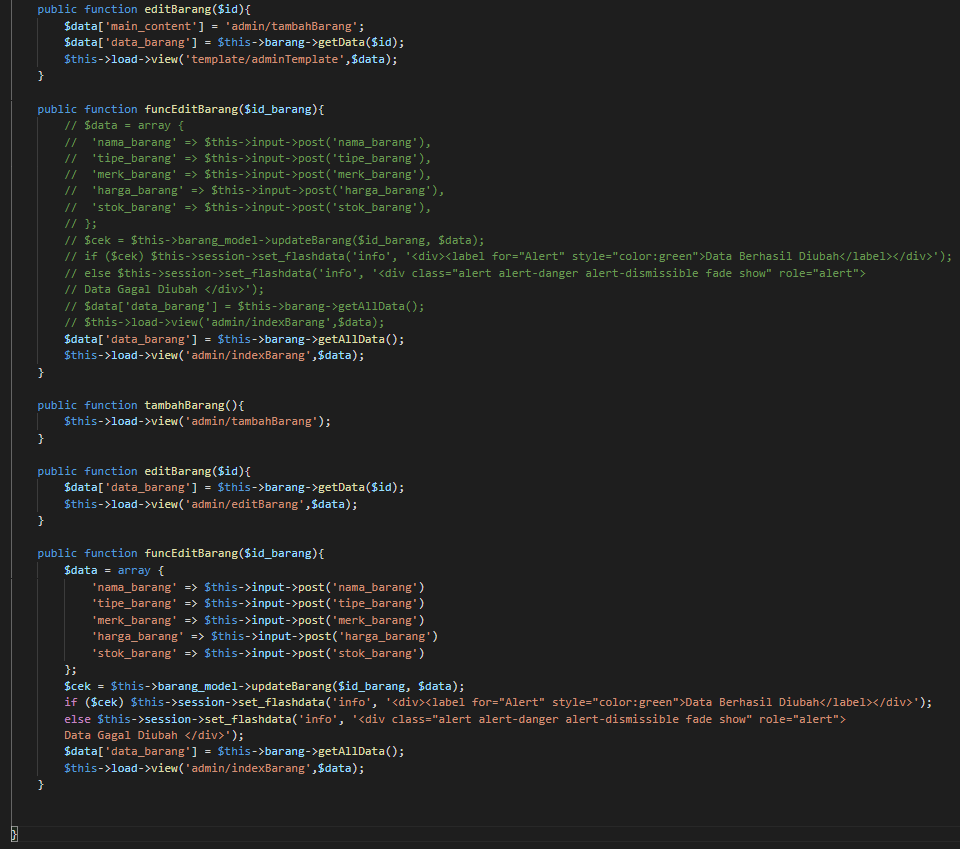 public function editBarang($id){
$data['main_content'] = 'admin/tambahBarang';
$data['data_barang'] = $this->barang->getData($id);
$this->load->view('template/adminTemplate',$data);
}
public function funcEditBarang($id_barang){
// $data = array {
//  'nama_barang' => $this->input->post('nama_barang'),
//  'tipe_barang' => $this->input->post('tipe_barang'),
//  'merk_barang' => $this->input->post('merk_barang'),
//  'harga_barang' => $this->input->post('harga_barang'),
//  'stok_barang' => $this->input->post('stok_barang'),
// };
// $cek = $this->barang_model->updateBarang($id_barang, $data);
// if ($cek) $this->session->set_flashdata('info', '<div><label for="Alert" style="color:green">Data Berhasil Diubah</label></div>');
// else $this->session->set_flashdata('info', '<div class="alert alert-danger alert-dismissible fade show" role="alert">
// Data Gagal Diubah </div>');
// $data['data_barang'] = $this->barang->getAllData();
// $this->load->view('admin/indexBarang',$data);
$data['data_barang'] = $this->barang->getAllData();
$this->load->view('admin/indexBarang',$data);
}
public function tambahBarang(){
$this->load->view('admin/tambahBarang');
}
public function editBarang($id){
$data['data_barang'] = $this->barang->getData($id);
$this->load->view('admin/editBarang',$data);
}
public function funcEditBarang($id_barang){
$data = array {
'nama_barang' => $this->input->post('nama_barang')
'tipe_barang' => $this->input->post('tipe_barang')
'merk_barang' => $this->input->post('merk_barang')
'harga_barang' => $this->input->post('harga_barang')
'stok_barang' => $this->input->post('stok_barang')
};
$cek = $this->barang_model->updateBarang($id_barang, $data);
if ($cek) $this->session->set_flashdata('info', '<div><label for="Alert" style="color:green">Data Berhasil Diubah</label></div>');
else $this->session->set_flashdata('info', '<div class="alert alert-danger alert-dismissible fade show" role="alert">
Data Gagal Diubah </div>');
$data['data_barang'] = $this->barang->getAllData();
$this->load->view('admin/indexBarang',$data);
}
}